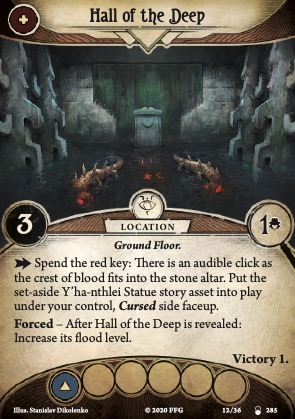 Hall of the Deep
3
LOCATION
1
Ground Floor.
Spend the red key: There is an audible click as
the crest of blood fits into the stone altar. Put the
set-aside Y'ha-nthlei Statue story asset into play
under your control, Cursed side faceup.
Forced – After Hall of the Deep is revealed:
Increase its flood level.
Victory 1.
Illus. Stanislav Dikolenko
© 2020 FFG
12/36
285